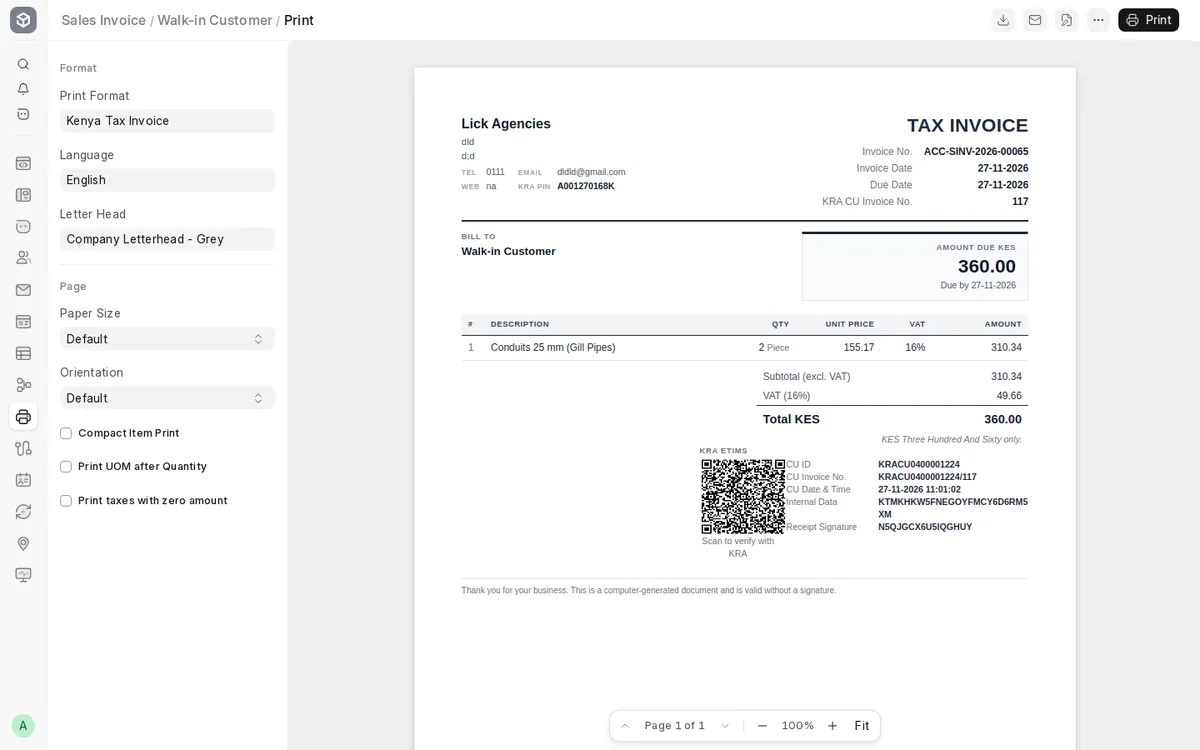 Sales Invoice / Walk-in Customer / Print
Print
Format
Print Format
Kenya Tax Invoice
Language
English
Letter Head
Company Letterhead - Grey
Page
Paper Size
Default
Orientation
Default
Compact Item Print
Print UOM after Quantity
Print taxes with zero amount
A
Lick Agencies
dld
d;d
TEL 0111 EMAIL dldld@gmail.com
WEB na KRA PIN A001270168K
TAX INVOICE
Invoice No. ACC-SINV-2026-00065
Invoice Date 27-11-2026
Due Date 27-11-2026
KRA CU Invoice No. 117
BILL TO
Walk-in Customer
AMOUNT DUE KES
360.00
Due by 27-11-2026
# DESCRIPTION QTY UNIT PRICE VAT AMOUNT
1 Conduits 25 mm (Gill Pipes) 2 Piece 155.17 16% 310.34
Subtotal (excl. VAT) 310.34
VAT (16%) 49.66
Total KES 360.00
KES Three Hundred And Sixty only.
KRA ETIMS
CU ID KRACU0400001224
CU Invoice No. KRACU0400001224/117
CU Date & Time 27-11-2026 11:01:02
Internal Data KTMKHKW5FNEGOYFMCY6D6RM5
XM
Receipt Signature N5QJGCX6U5IQGHUY
Scan to verify with
KRA
Thank you for your business. This is a computer-generated document and is valid without a signature.
Page 1 of 1 100% Fit